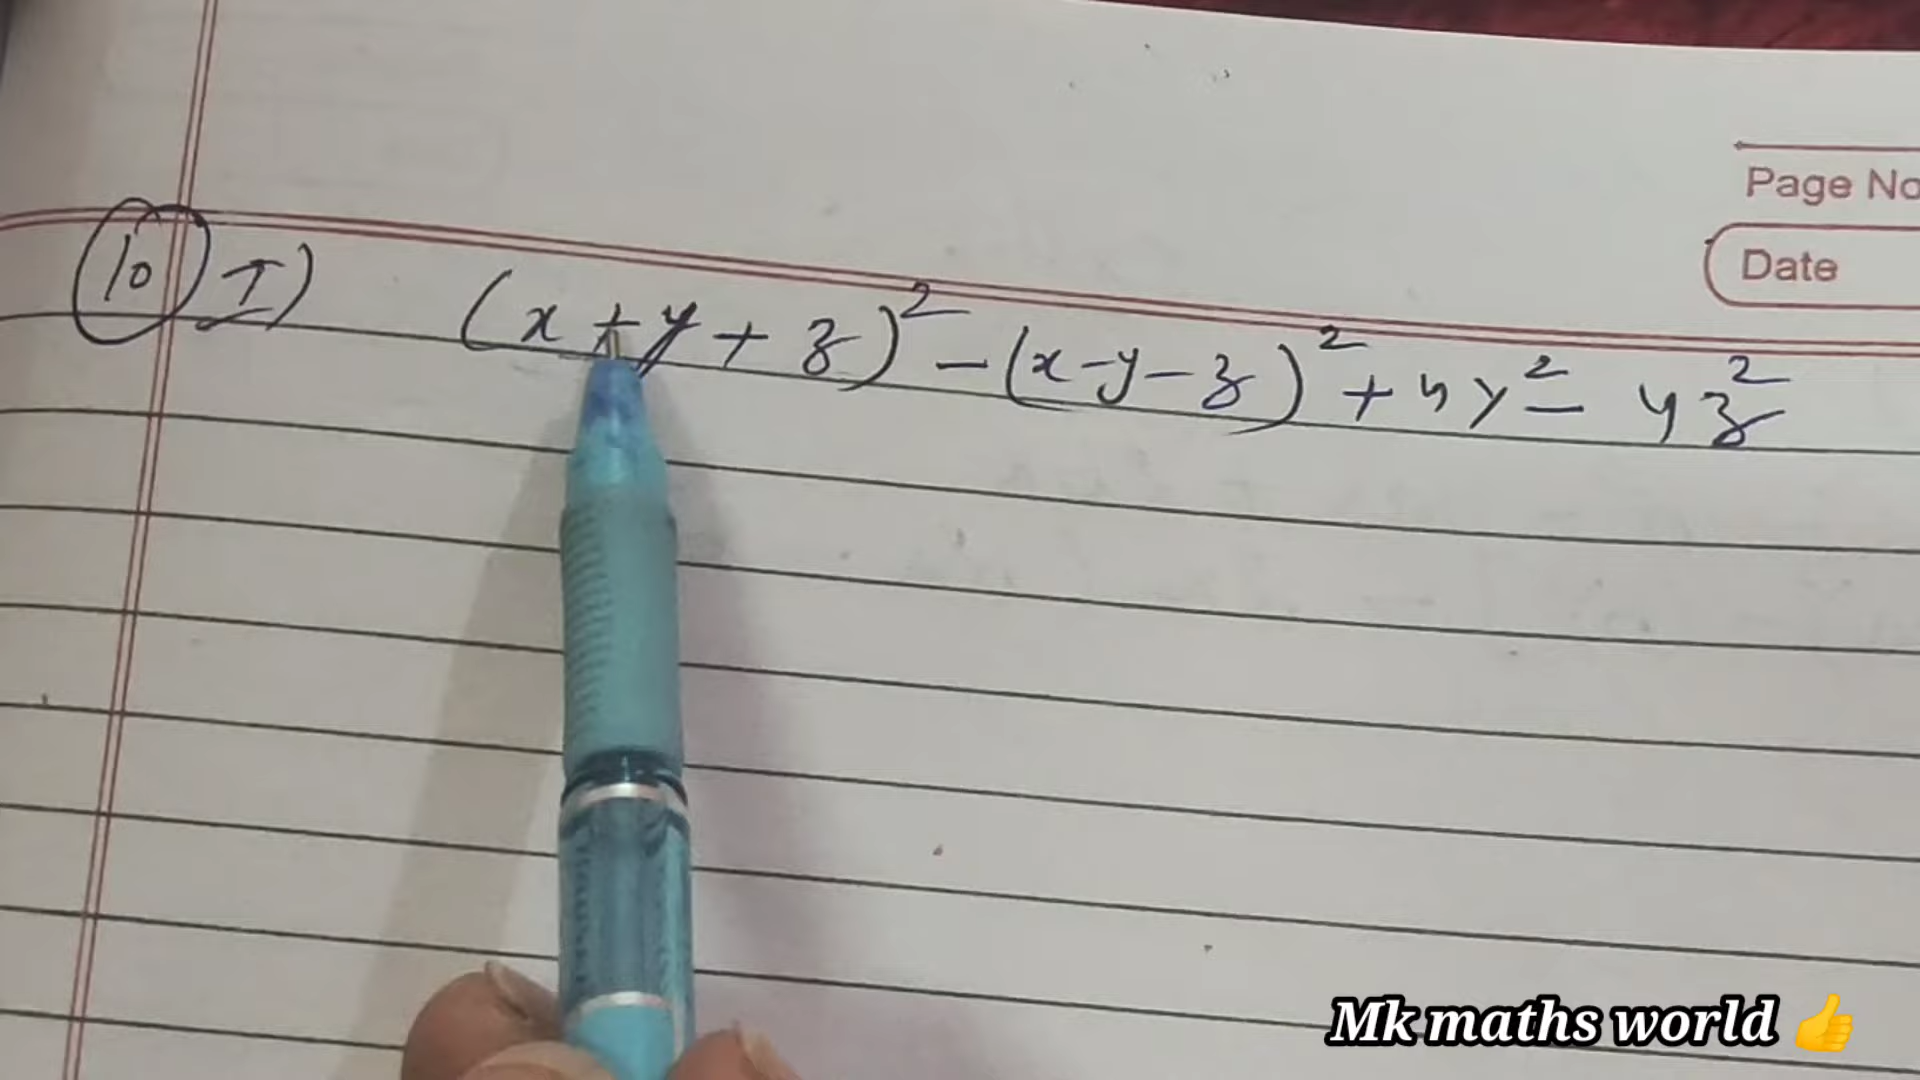 Page No
Date
10 I) (x + y + z)² - (x - y - z)² + 4y² - 4z²
Mk maths world 👍